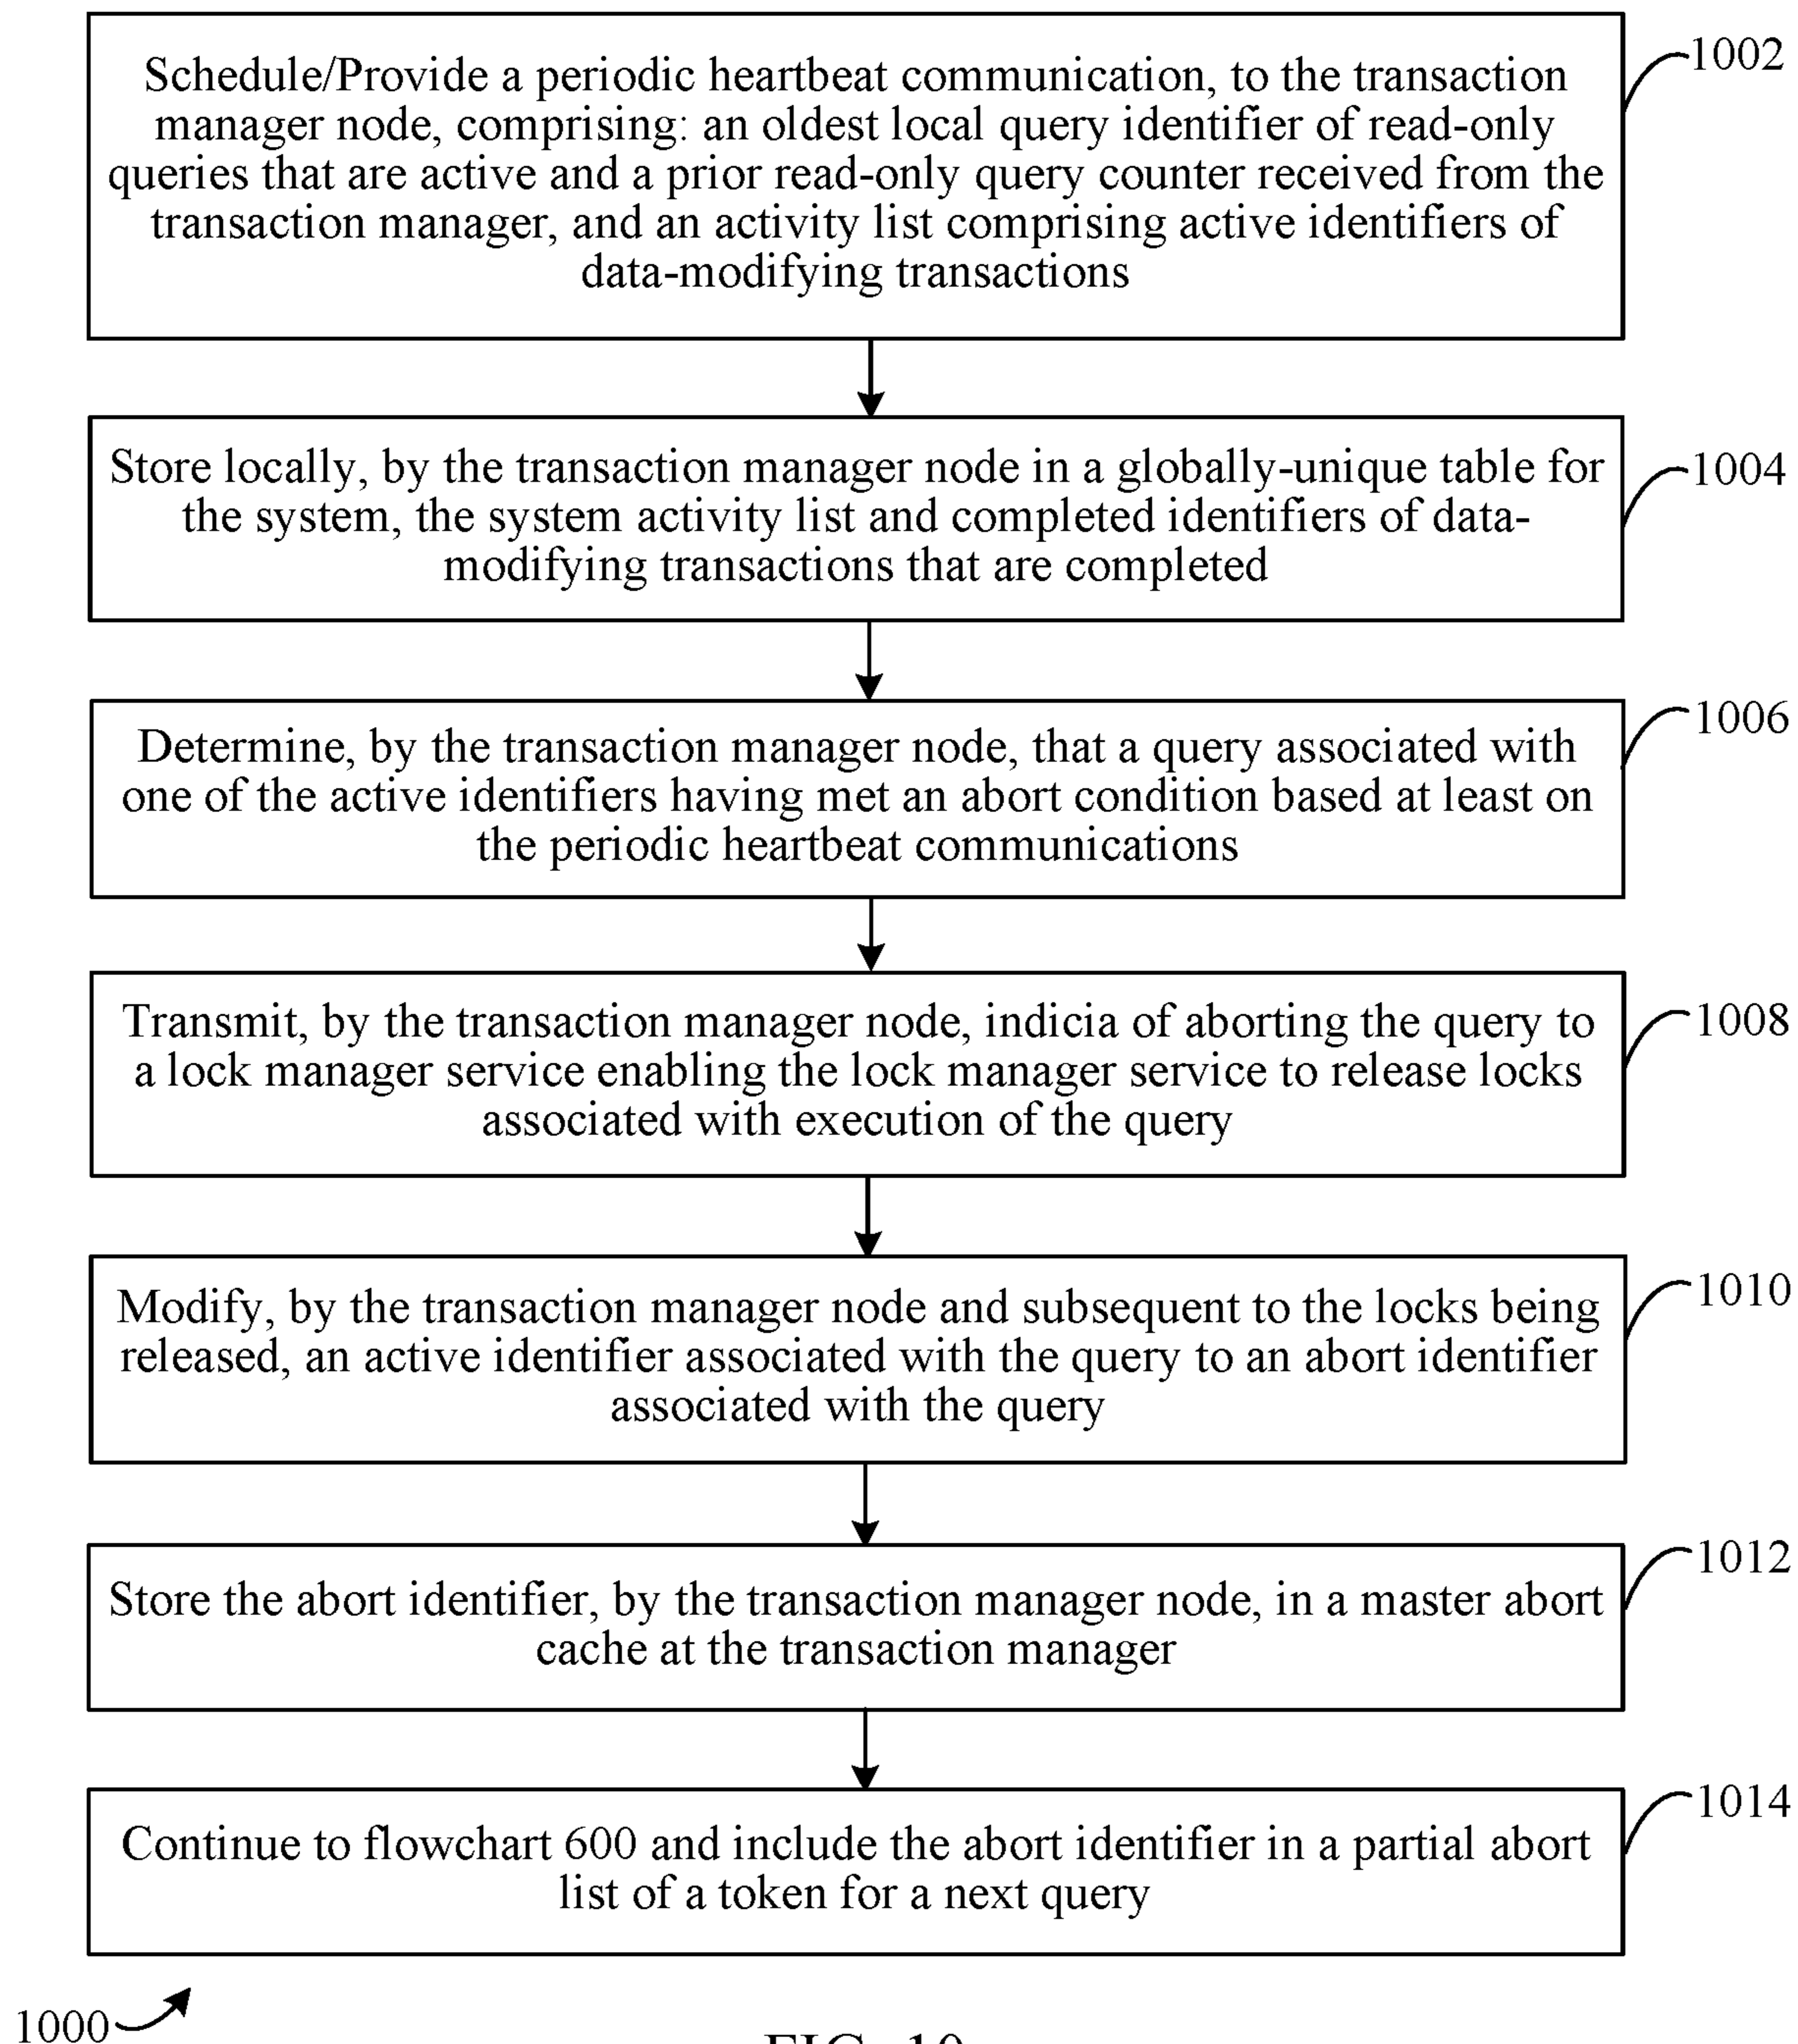 Schedule/Provide a periodic heartbeat communication, to the transaction
manager node, comprising: an oldest local query identifier of read-only
queries that are active and a prior read-only query counter received from the
transaction manager, and an activity list comprising active identifiers of
data-modifying transactions
1002
Store locally, by the transaction manager node in a globally-unique table for
the system, the system activity list and completed identifiers of data-
modifying transactions that are completed
1004
Determine, by the transaction manager node, that a query associated with
one of the active identifiers having met an abort condition based at least on
the periodic heartbeat communications
1006
Transmit, by the transaction manager node, indicia of aborting the query to
a lock manager service enabling the lock manager service to release locks
associated with execution of the query
1008
Modify, by the transaction manager node and subsequent to the locks being
released, an active identifier associated with the query to an abort identifier
associated with the query
1010
Store the abort identifier, by the transaction manager node, in a master abort
cache at the transaction manager
1012
Continue to flowchart 600 and include the abort identifier in a partial abort
list of a token for a next query
1014
1000
FIG. 10